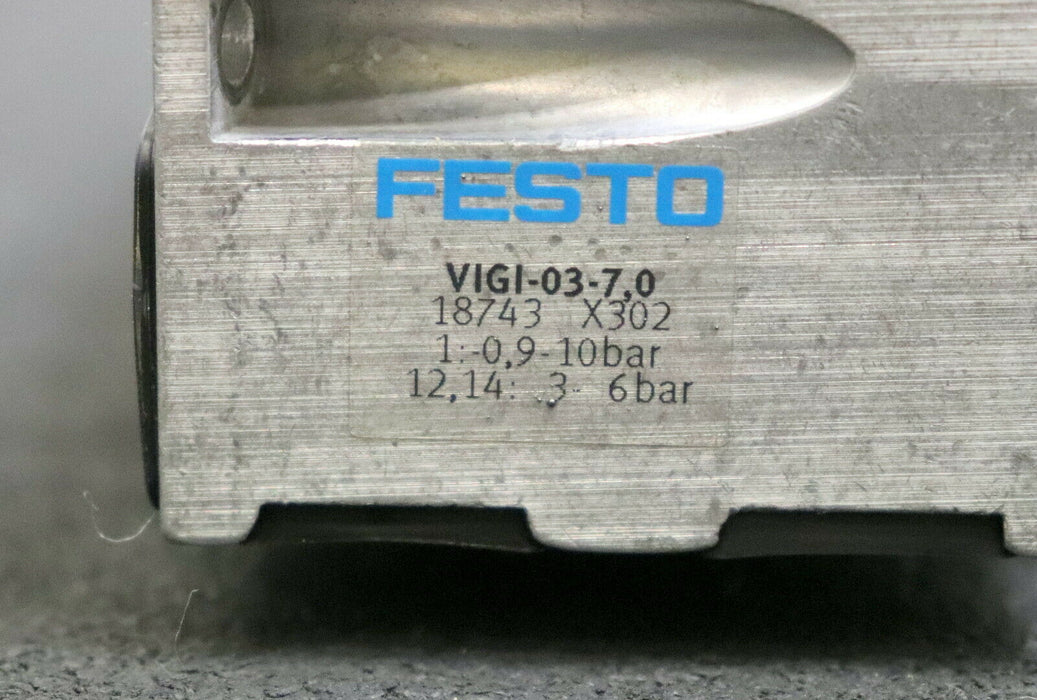 FESTO
VIGI-03-7,0
18743 X302
1:-0,9-10bar
12,14: 3- 6bar